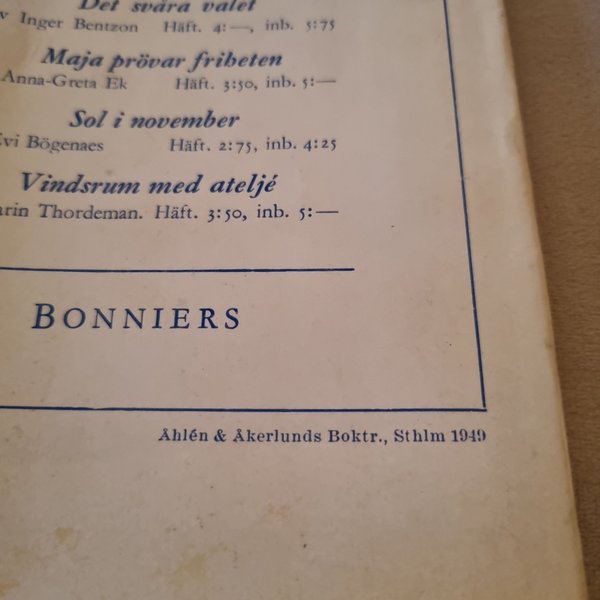 Det svåra valet
v Inger Bentzon Häft. 4: —, inb. 5:75
Maja prövar friheten
Anna-Greta Ek Häft. 3:50, inb. 5:—
Sol i november
Evi Bögenaes Häft. 2:75, inb. 4:25
Vindsrum med ateljé
arin Thordeman. Häft. 3:50, inb. 5:—
BONNIERS
Åhlén & Åkerlunds Boktr., Sthlm 1949